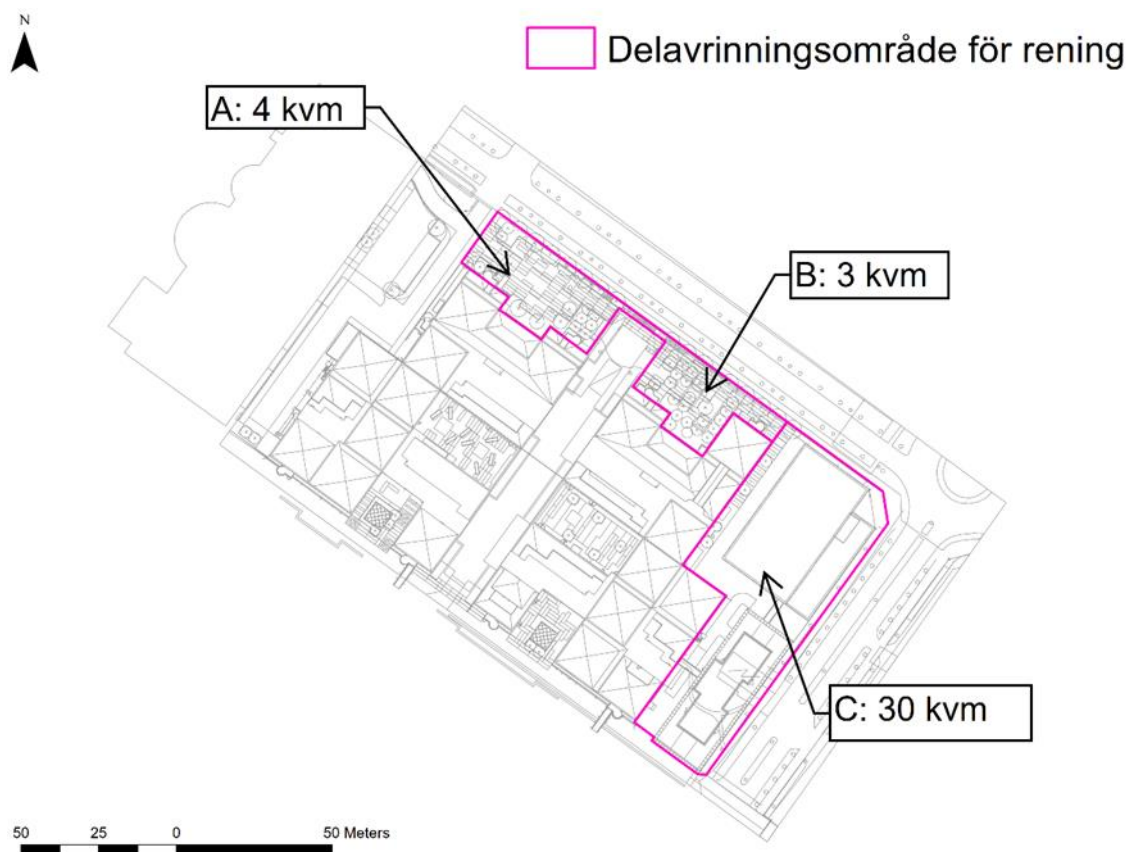 N
Delavrinningsområde för rening
A: 4 kvm
B: 3 kvm
C: 30 kvm
50 25 0 50 Meters